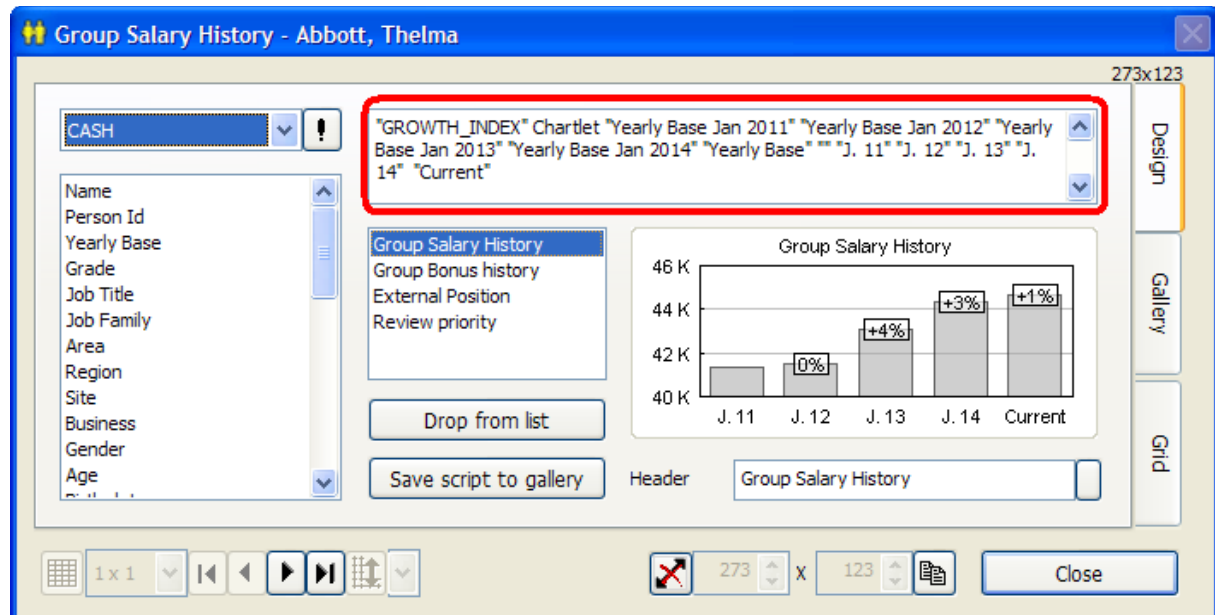 Group Salary History - Abbott, Thelma
273x123
CASH
!
"GROWTH_INDEX" Chartlet "Yearly Base Jan 2011" "Yearly Base Jan 2012" "Yearly
Base Jan 2013" "Yearly Base Jan 2014" "Yearly Base" "" "J. 11" "J. 12" "J. 13" "J.
14"  "Current"
Name
Person Id
Yearly Base
Grade
Job Title
Job Family
Area
Region
Site
Business
Gender
Age
Group Salary History
Group Bonus history
External Position
Review priority
Drop from list
Save script to gallery
Group Salary History
46 K
44 K
42 K
40 K
0%
+4%
+3%
+1%
J. 11
J. 12
J. 13
J. 14
Current
Header
Group Salary History
Design
Gallery
Grid
1 x 1
273
X
123
Close